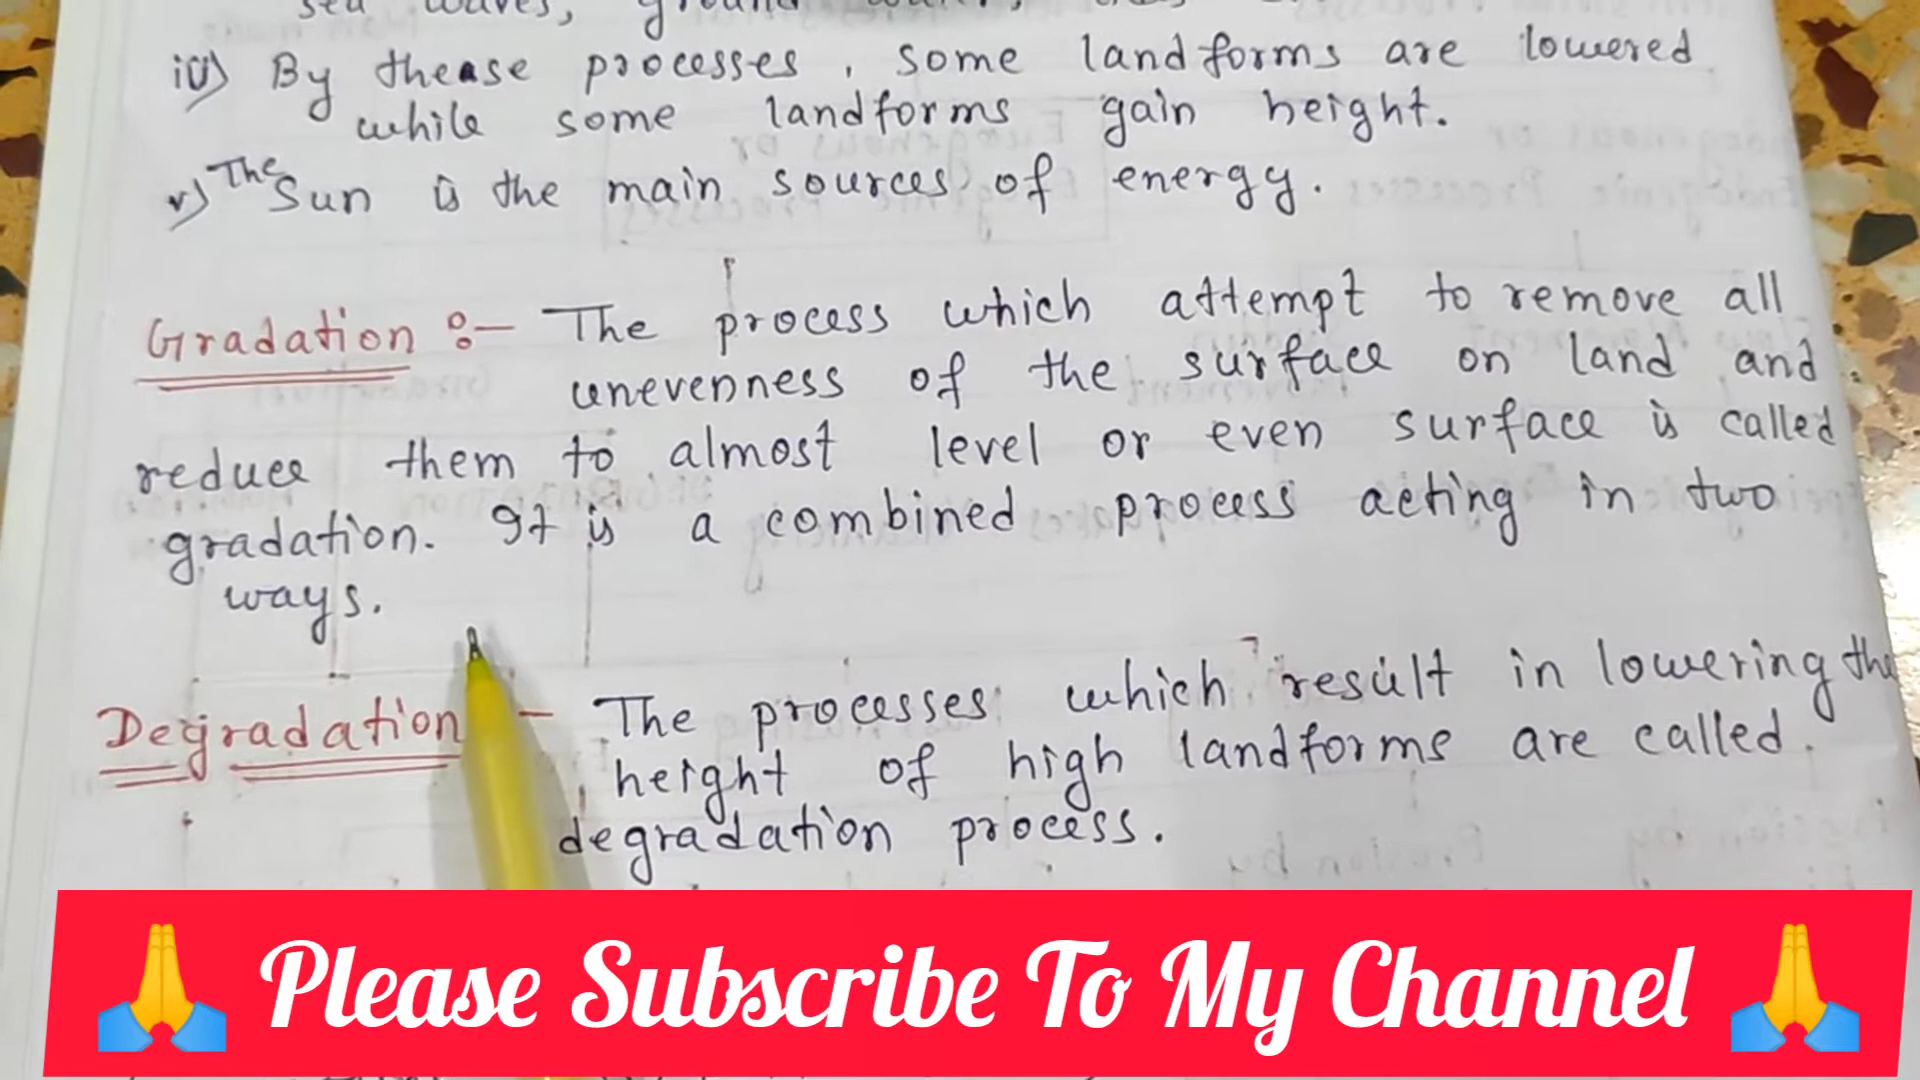 sea waves, ground water,
iv) By thease processes, some landforms are lowered
while some landforms gain height.
v) The Sun is the main sources of energy.
Gradation :- The process which attempt to remove all
unevenness of the surface on land and
reduce them to almost level or even surface is called
gradation. It is a combined process acting in two
ways.
Degradation - The processes which result in lowering the
height of high landforms are called
degradation process.
🙏 Please Subscribe To My Channel 🙏